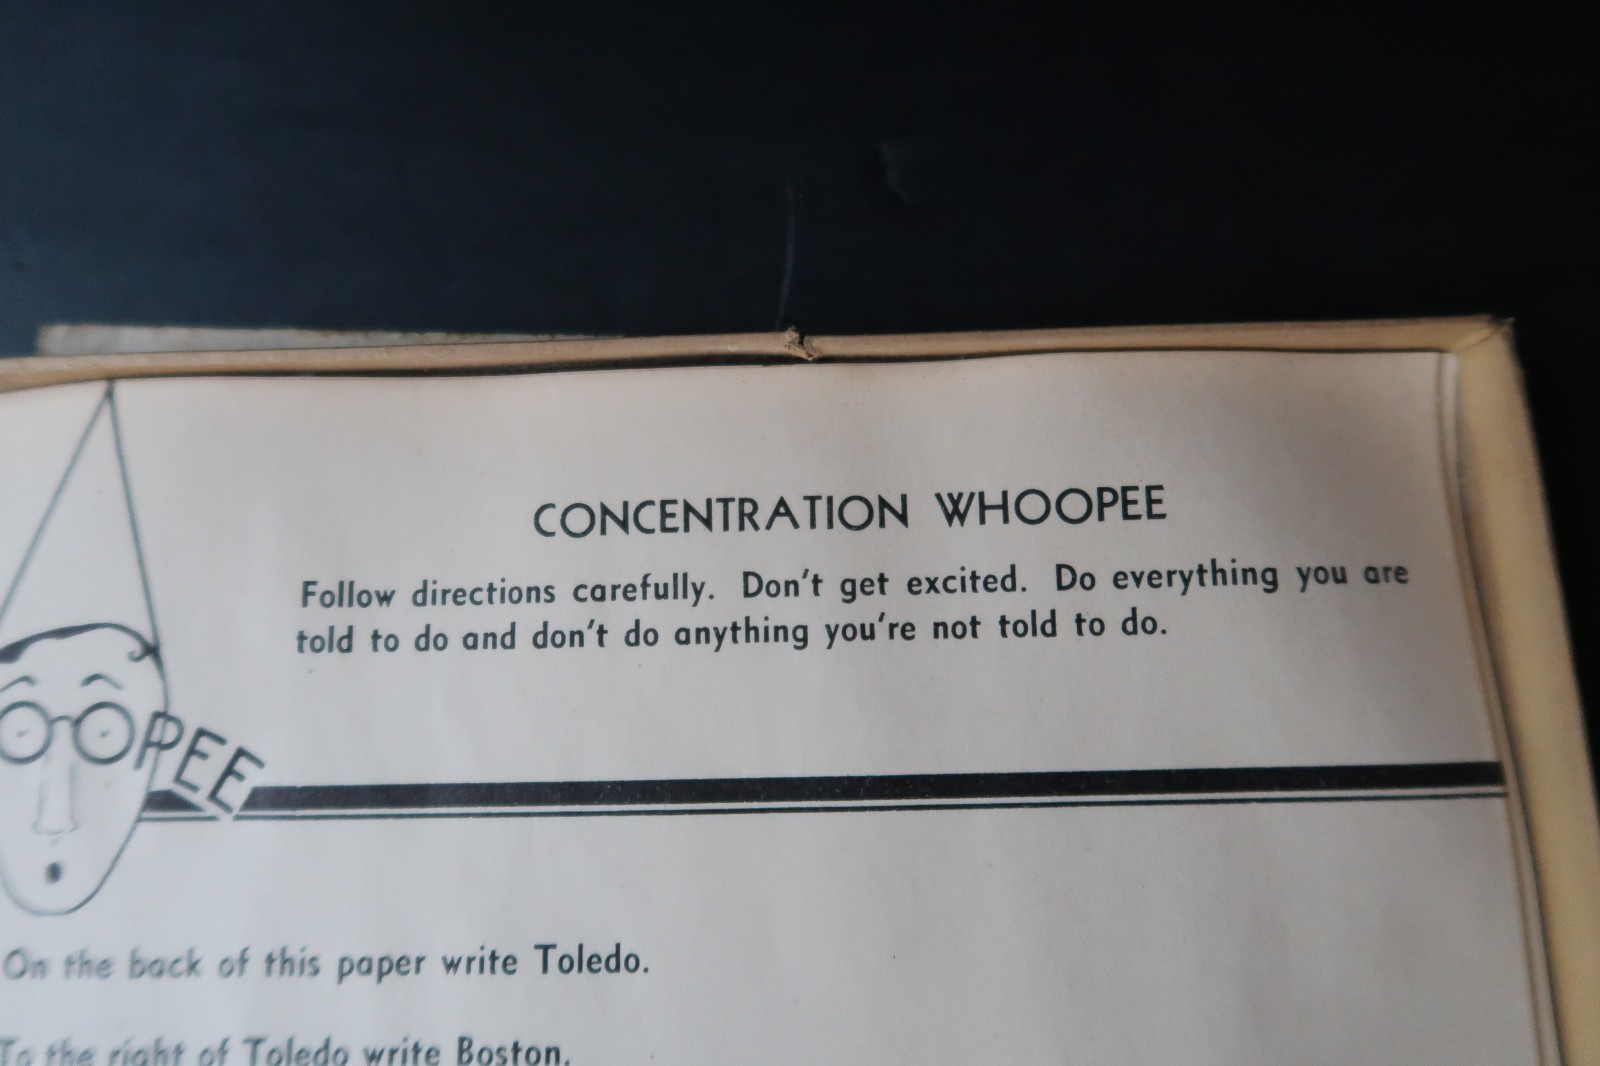 CONCENTRATION WHOOPEE
Follow directions carefully. Don't get excited. Do everything you are
told to do and don't do anything you're not told to do.
OOPEE
On the back of this paper write Toledo.
To the right of Toledo write Boston.